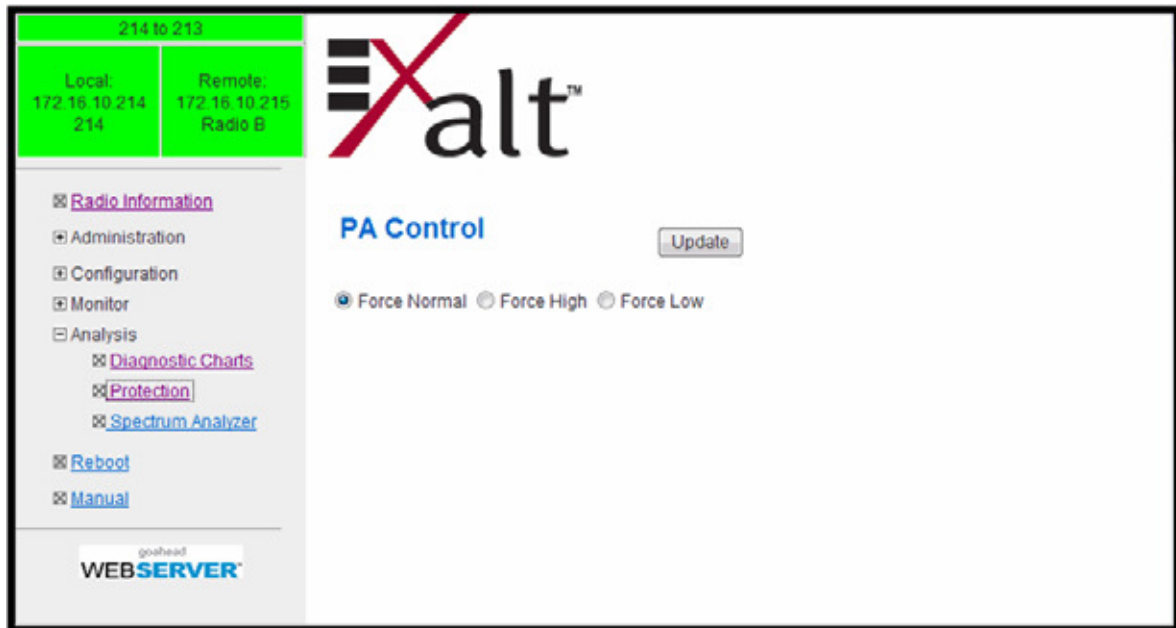 214 to 213
Local:
172.16.10.214
214
Remote:
172.16.10.215
Radio B
Exalt™
Radio Information
Administration
Configuration
Monitor
Analysis
Diagnostic Charts
Protection
Spectrum Analyzer
Reboot
Manual
goahead
WEBSERVER
PA Control
Update
Force Normal Force High Force Low